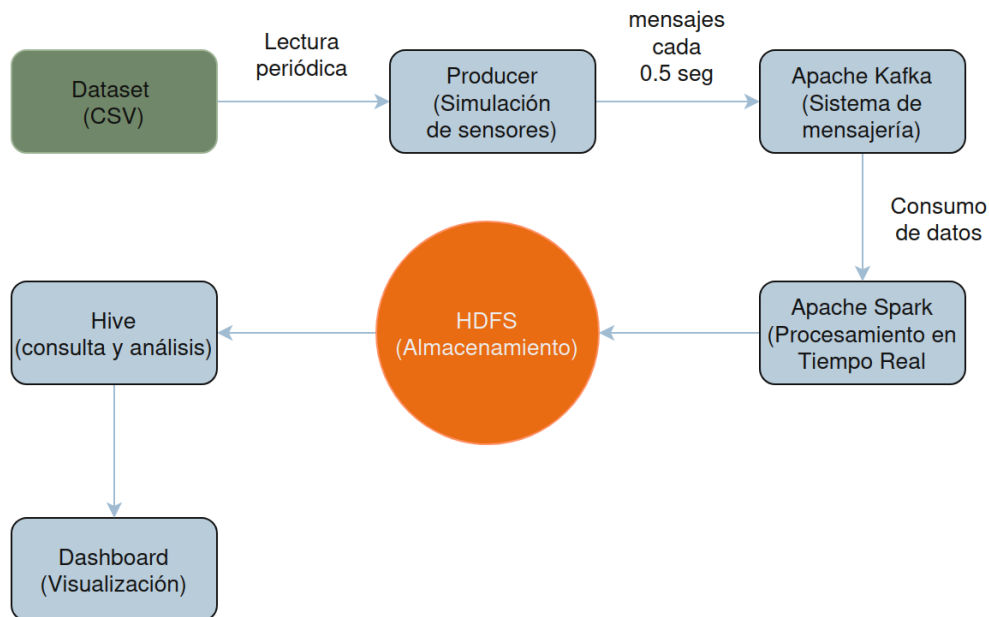 Dataset
(CSV)
Lectura
periódica
Producer
(Simulación
de sensores)
mensajes
cada
0.5 seg
Apache Kafka
(Sistema de
mensajería)
Consumo
de datos
Apache Spark
(Procesamiento en
Tiempo Real
HDFS
(Almacenamiento)
Hive
(consulta y análisis)
Dashboard
(Visualización)